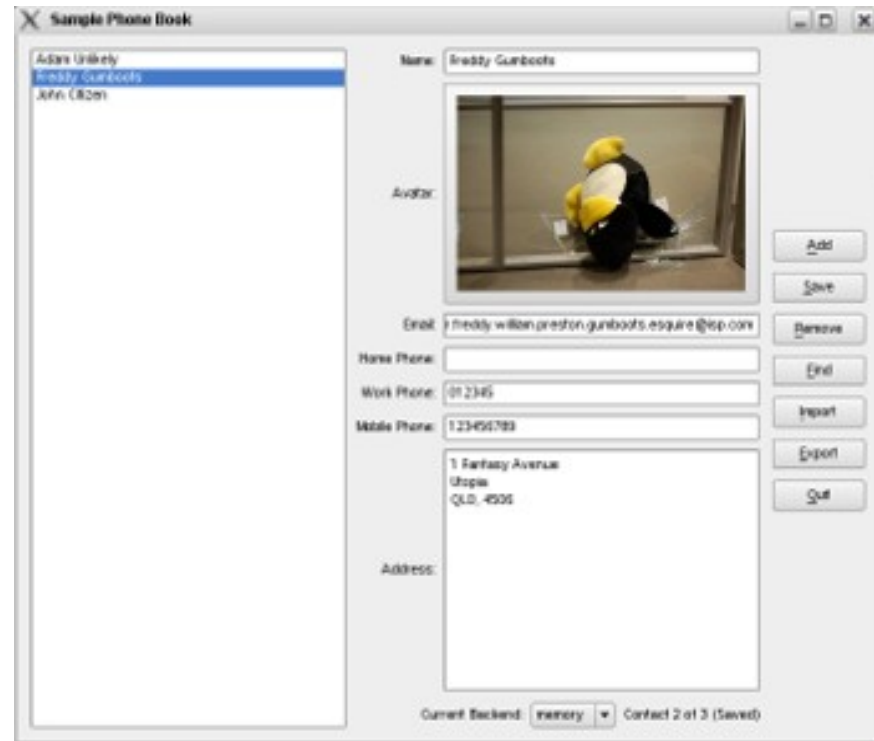 Sample Phone Book
Adam Unlikely
Freddy Gumboots
John Citizen
Name: Freddy Gumboots
Avatar:
Email: freddy.william.preston.gumboots.esquire@isp.com
Home Phone:
Work Phone: 012345
Mobile Phone: 123456789
Address: 1 Fantasy Avenue
Utopia
QLD, 4506
Add
Save
Remove
Find
Import
Export
Quit
Current Backend: memory Contact 2 of 3 (Saved)